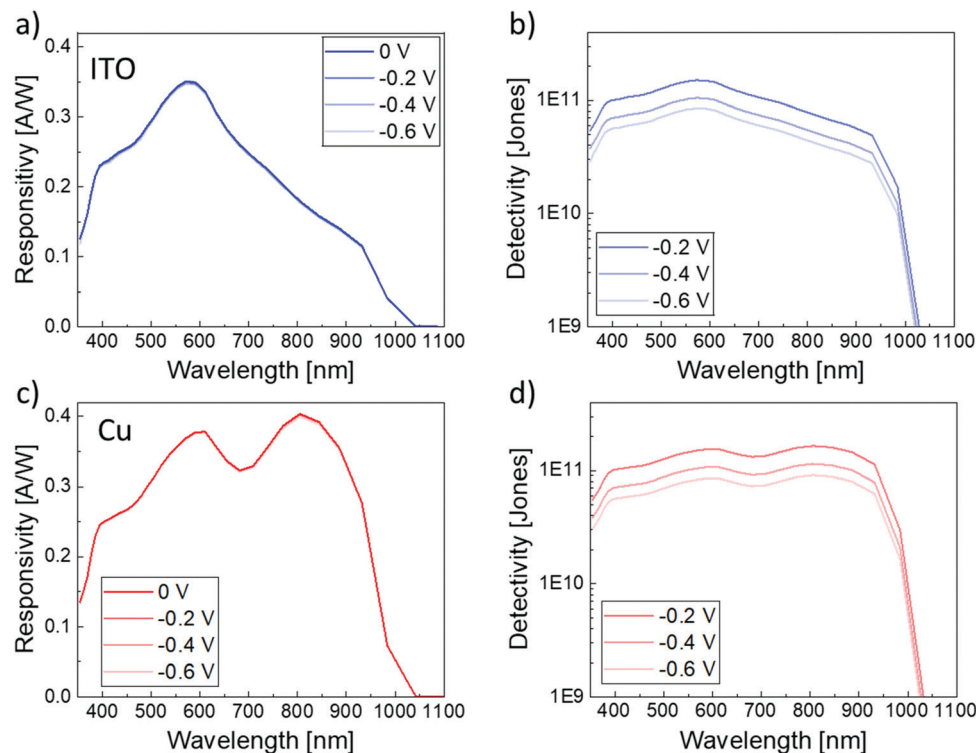 a)
ITO
0 V
-0.2 V
-0.4 V
-0.6 V
Responsitivy [A/W]
0.4
0.3
0.2
0.1
0.0
400 500 600 700 800 900 1000 1100
Wavelength [nm]
b)
Detectivity [Jones]
1E11
1E10
1E9
-0.2 V
-0.4 V
-0.6 V
400 500 600 700 800 900 1000 1100
Wavelength [nm]
c)
Cu
Responsivity [A/W]
0.4
0.3
0.2
0.1
0.0
0 V
-0.2 V
-0.4 V
-0.6 V
400 500 600 700 800 900 1000 1100
Wavelength [nm]
d)
Detectivity [Jones]
1E11
1E10
1E9
-0.2 V
-0.4 V
-0.6 V
400 500 600 700 800 900 1000 1100
Wavelength [nm]